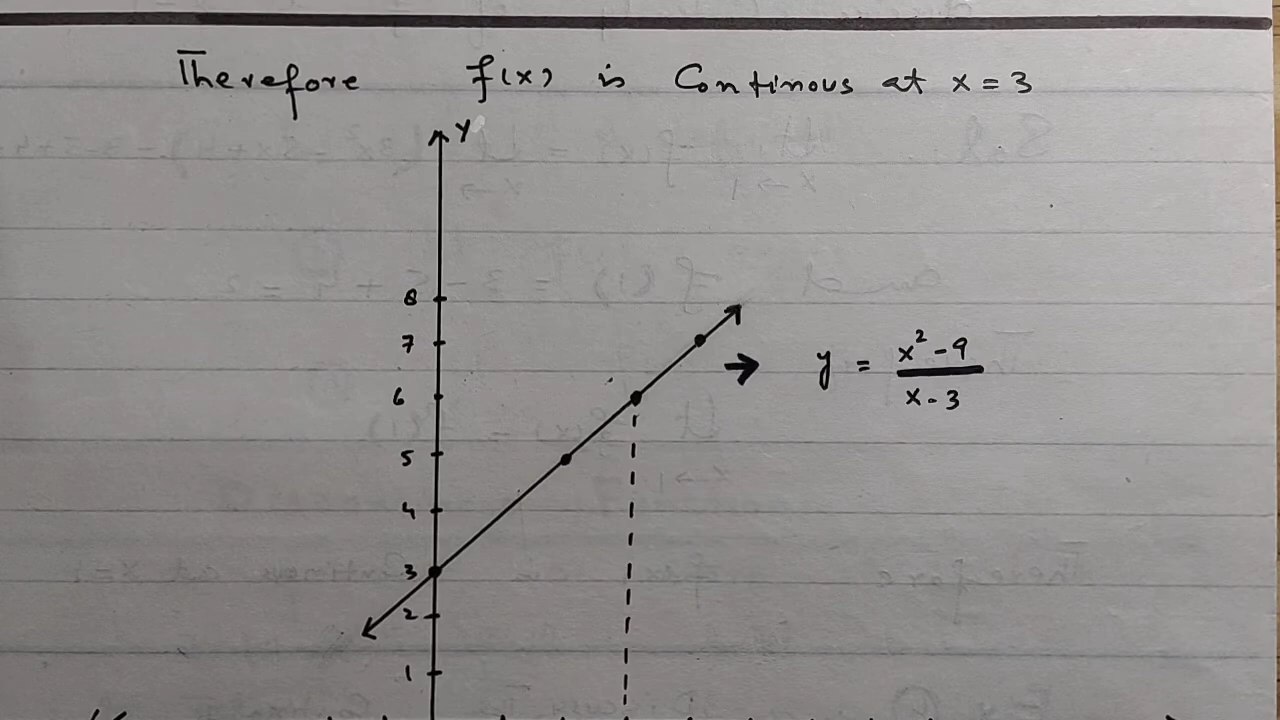 Therefore f(x) is Continous at x = 3
Y
8
7
y = x² - 9 / x - 3
6
5
4
3
2
1